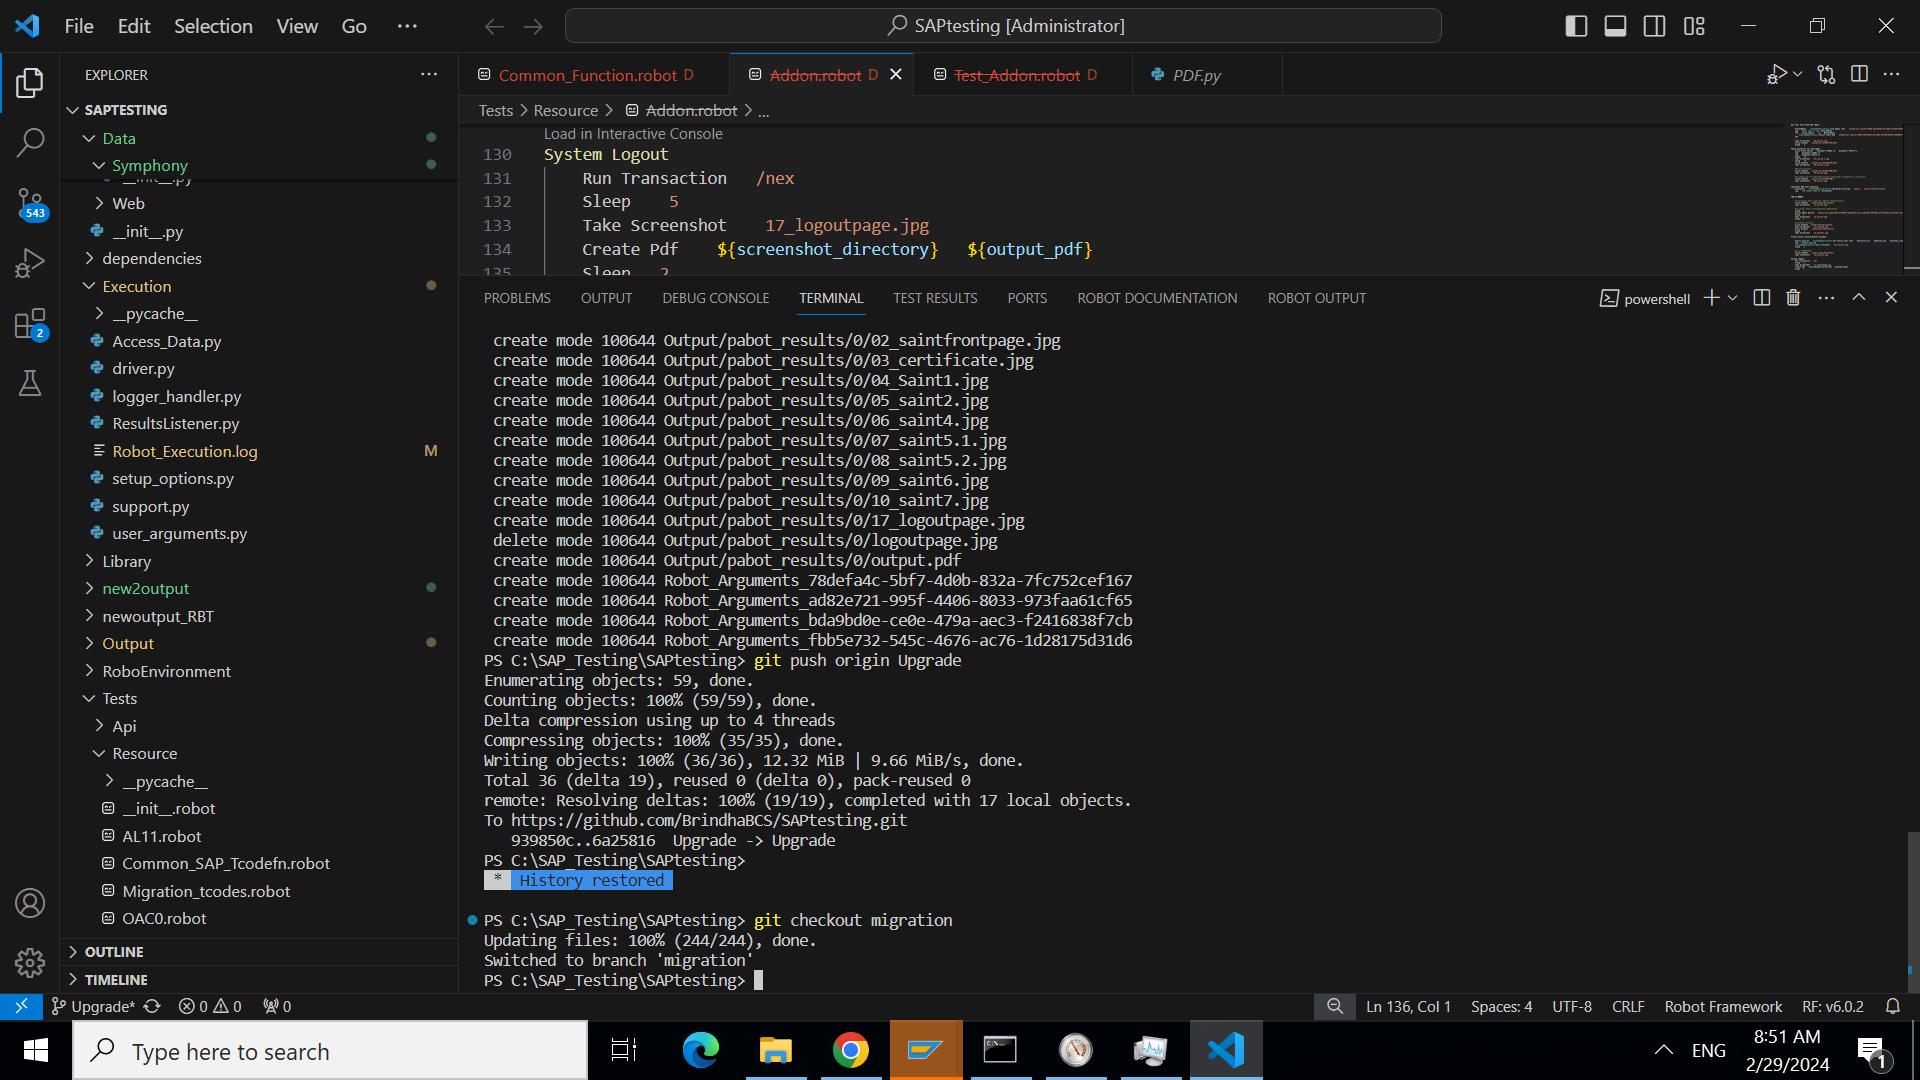 File Edit Selection View Go ···
SAPtesting [Administrator]
EXPLORER
SAPTESTING
Data
Symphony
__init__.py
Web
__init__.py
dependencies
Execution
__pycache__
Access_Data.py
driver.py
logger_handler.py
ResultsListener.py
Robot_Execution.log M
setup_options.py
support.py
user_arguments.py
Library
new2output
newoutput_RBT
Output
RoboEnvironment
Tests
Api
Resource
__pycache__
__init__.robot
AL11.robot
Common_SAP_Tcodefn.robot
Migration_tcodes.robot
OAC0.robot
OUTLINE
TIMELINE
543
2
Common_Function.robot D
Addon.robot D
Test_Addon.robot D
PDF.py
Tests > Resource > Addon.robot > ...
Load in Interactive Console
130 System Logout
131 Run Transaction /nex
132 Sleep 5
133 Take Screenshot 17_logoutpage.jpg
134 Create Pdf ${screenshot_directory} ${output_pdf}
135 Sleep 2
PROBLEMS OUTPUT DEBUG CONSOLE TERMINAL TEST RESULTS PORTS ROBOT DOCUMENTATION ROBOT OUTPUT
powershell
create mode 100644 Output/pabot_results/0/02_saintfrontpage.jpg
create mode 100644 Output/pabot_results/0/03_certificate.jpg
create mode 100644 Output/pabot_results/0/04_Saint1.jpg
create mode 100644 Output/pabot_results/0/05_saint2.jpg
create mode 100644 Output/pabot_results/0/06_saint4.jpg
create mode 100644 Output/pabot_results/0/07_saint5.1.jpg
create mode 100644 Output/pabot_results/0/08_saint5.2.jpg
create mode 100644 Output/pabot_results/0/09_saint6.jpg
create mode 100644 Output/pabot_results/0/10_saint7.jpg
create mode 100644 Output/pabot_results/0/17_logoutpage.jpg
delete mode 100644 Output/pabot_results/0/logoutpage.jpg
create mode 100644 Output/pabot_results/0/output.pdf
create mode 100644 Robot_Arguments_78defa4c-5bf7-4d0b-832a-7fc752cef167
create mode 100644 Robot_Arguments_ad82e721-995f-4406-8033-973faa61cf65
create mode 100644 Robot_Arguments_bda9bd0e-ce0e-479a-aec3-f2416838f7cb
create mode 100644 Robot_Arguments_fbb5e732-545c-4676-ac76-1d28175d31d6
PS C:\SAP_Testing\SAPtesting> git push origin Upgrade
Enumerating objects: 59, done.
Counting objects: 100% (59/59), done.
Delta compression using up to 4 threads
Compressing objects: 100% (35/35), done.
Writing objects: 100% (36/36), 12.32 MiB | 9.66 MiB/s, done.
Total 36 (delta 19), reused 0 (delta 0), pack-reused 0
remote: Resolving deltas: 100% (19/19), completed with 17 local objects.
To https://github.com/BrindhaBCS/SAPtesting.git
939850c..6a25816 Upgrade -> Upgrade
PS C:\SAP_Testing\SAPtesting>
* History restored
PS C:\SAP_Testing\SAPtesting> git checkout migration
Updating files: 100% (244/244), done.
Switched to branch 'migration'
PS C:\SAP_Testing\SAPtesting>
Upgrade* 0 0 0
Ln 136, Col 1 Spaces: 4 UTF-8 CRLF Robot Framework RF: v6.0.2
Type here to search
ENG
8:51 AM
2/29/2024
1